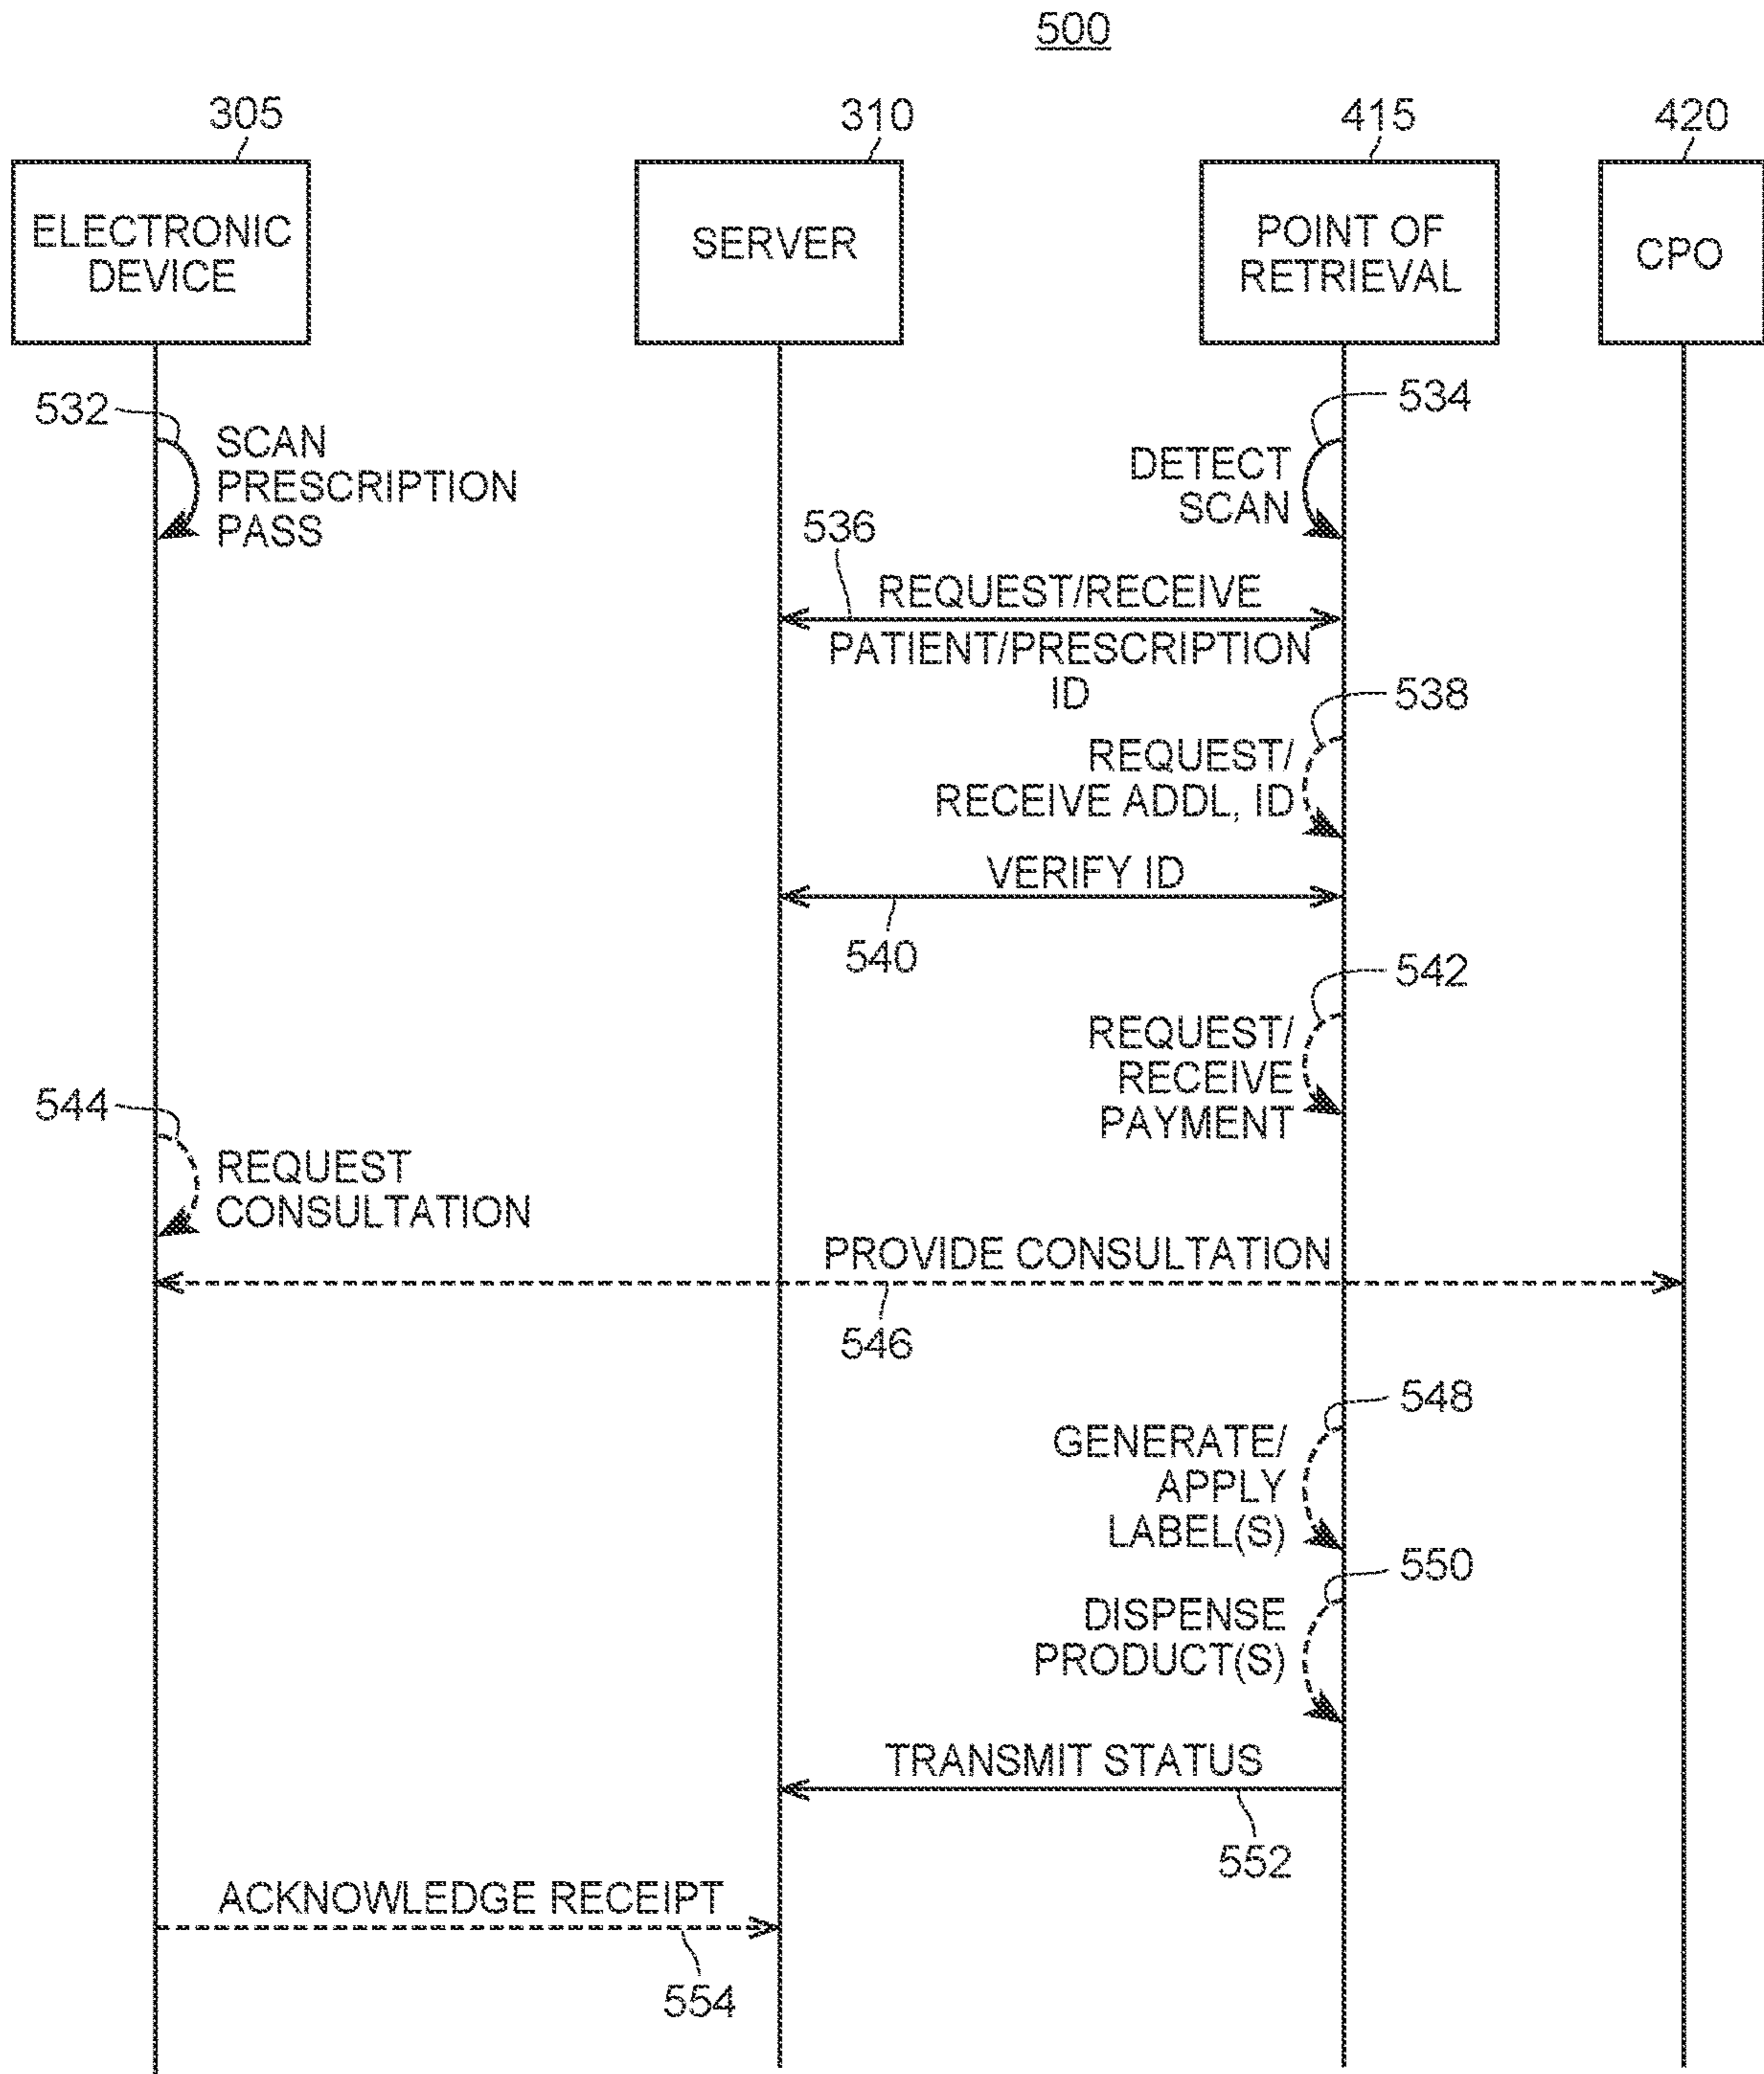 500
305
310
415
420
ELECTRONIC
DEVICE
SERVER
POINT OF
RETRIEVAL
CPO
532
SCAN
PRESCRIPTION
PASS
534
DETECT
SCAN
536
REQUEST/RECEIVE
PATIENT/PRESCRIPTION
ID
538
REQUEST/
RECEIVE ADDL, ID
VERIFY ID
540
542
REQUEST/
RECEIVE
PAYMENT
544
REQUEST
CONSULTATION
PROVIDE CONSULTATION
546
548
GENERATE/
APPLY
LABEL(S)
550
DISPENSE
PRODUCT(S)
TRANSMIT STATUS
552
ACKNOWLEDGE RECEIPT
554